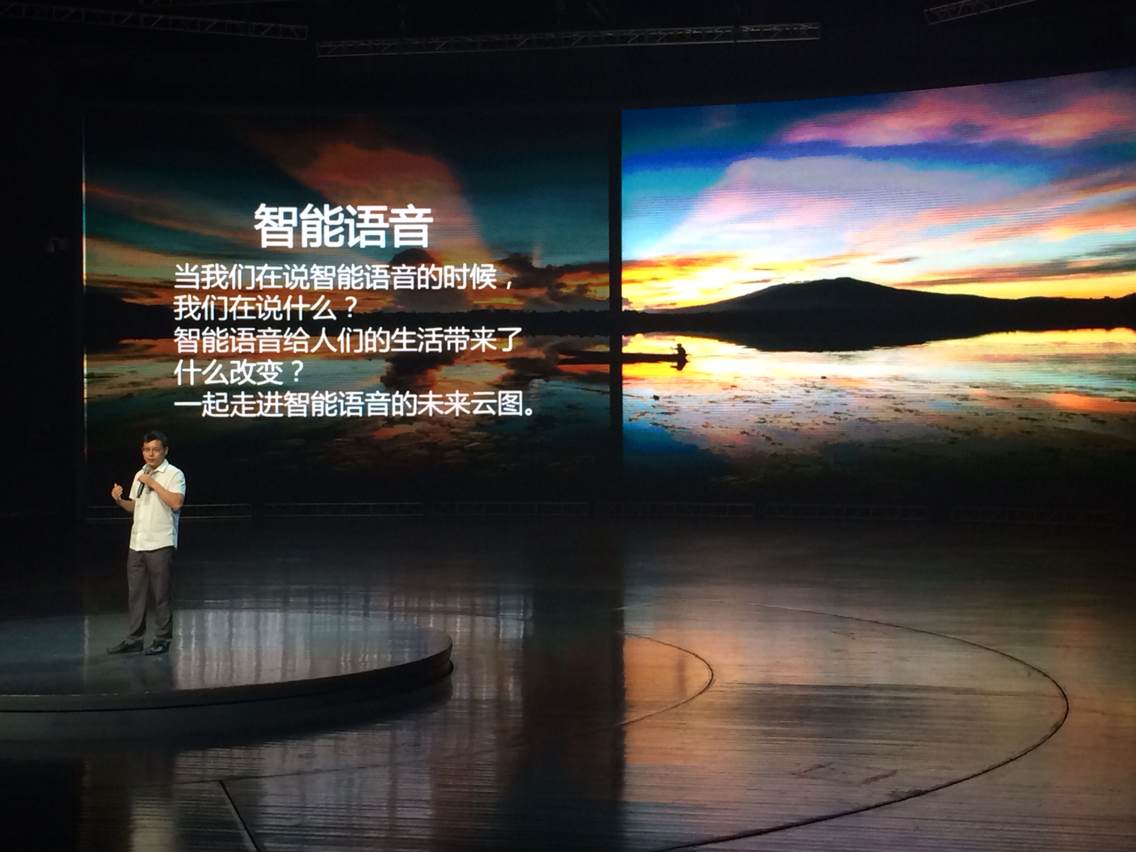 智能语音
当我们在说智能语音的时候，
我们在说什么？
智能语音给人们的生活带来了
什么改变？
一起走进智能语音的未来云图。